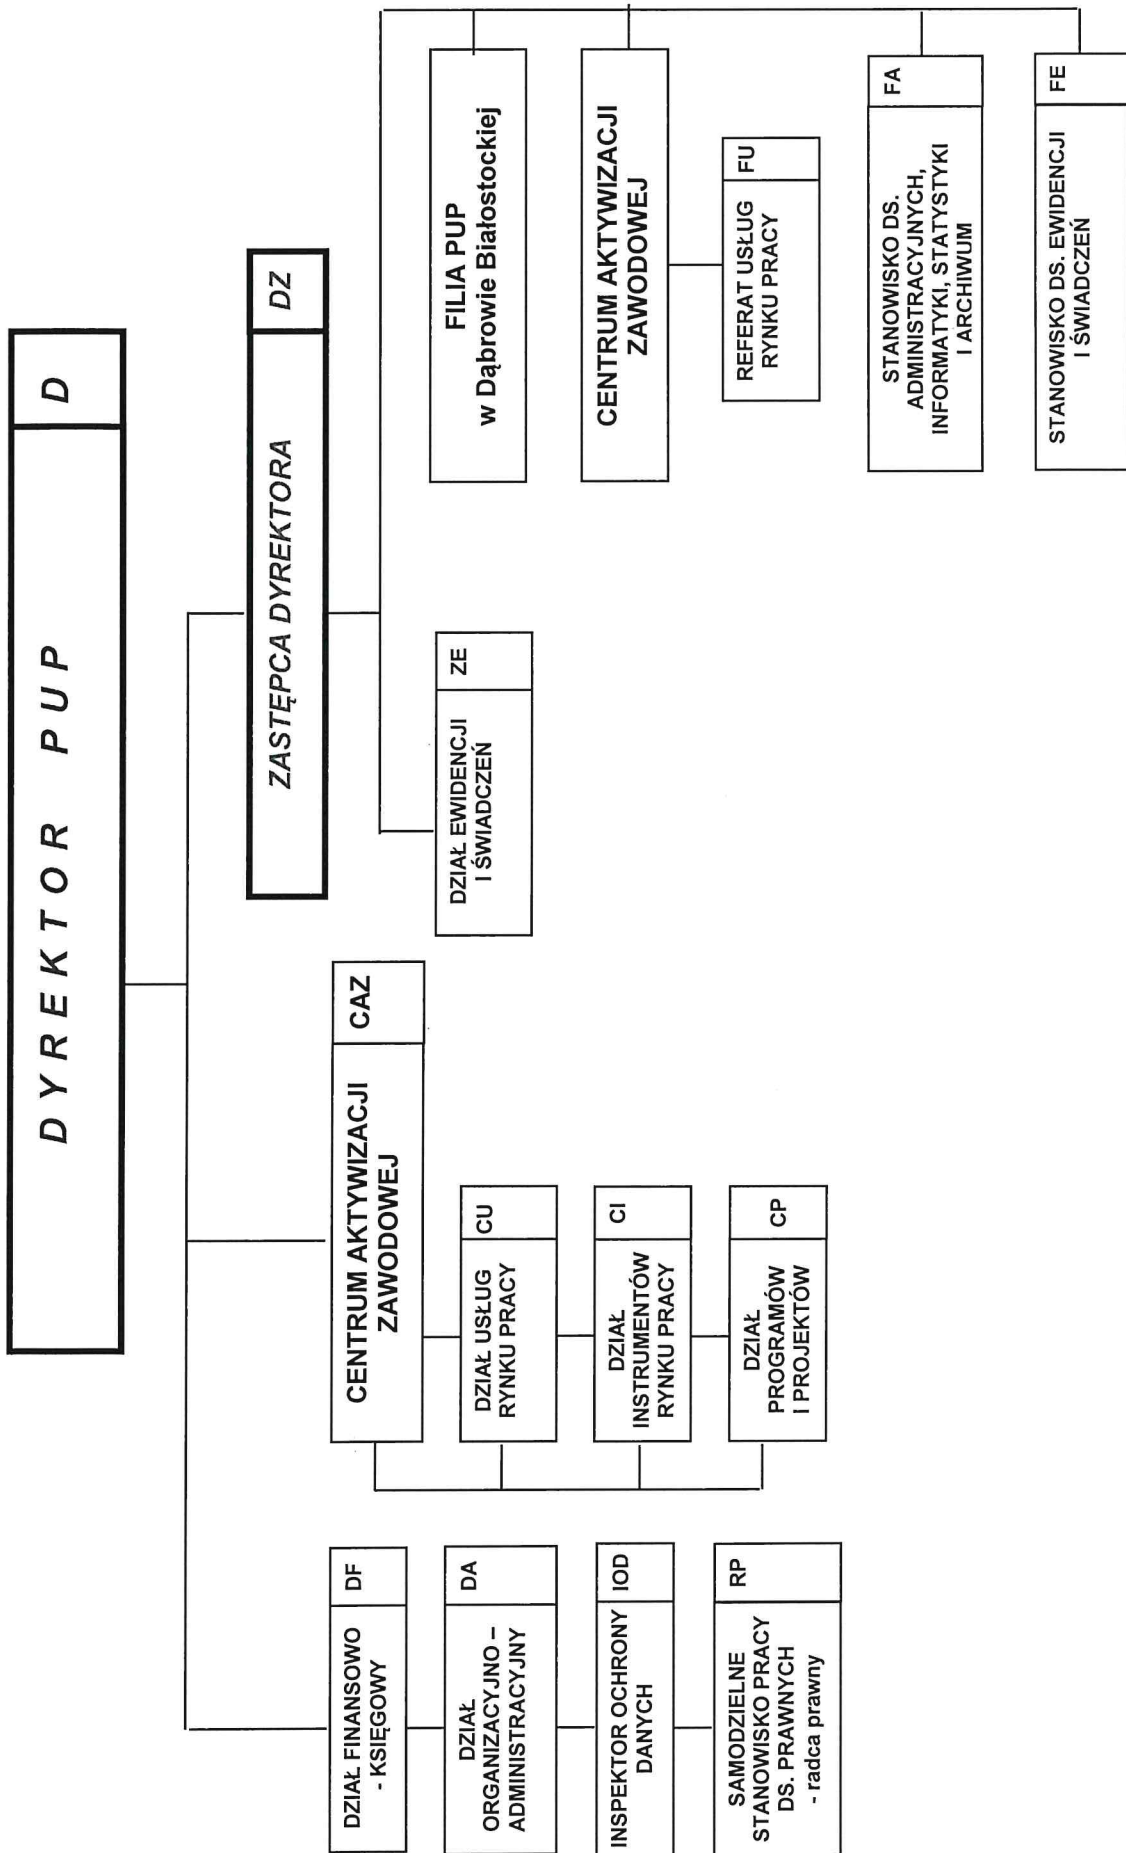 DYREKTOR PUP
D
ZASTĘPCA DYREKTORA
DZ
DZIAŁ FINANSOWO
- KSIĘGOWY
DF
DZIAŁ
ORGANIZACYJNO –
ADMINISTRACYJNY
DA
INSPEKTOR OCHRONY
DANYCH
IOD
SAMODZIELNE
STANOWISKO PRACY
DS. PRAWNYCH
- radca prawny
RP
CENTRUM AKTYWIZACJI
ZAWODOWEJ
CAZ
DZIAŁ USŁUG
RYNKU PRACY
CU
DZIAŁ
INSTRUMENTÓW
RYNKU PRACY
CI
DZIAŁ
PROGRAMÓW
I PROJEKTÓW
CP
DZIAŁ EWIDENCJI
I ŚWIADCZEŃ
ZE
FILIA PUP
w Dąbrowie Białostockiej
CENTRUM AKTYWIZACJI
ZAWODOWEJ
REFERAT USŁUG
RYNKU PRACY
FU
STANOWISKO DS.
ADMINISTRACYJNYCH,
INFORMATYKI, STATYSTYKI
I ARCHIWUM
FA
STANOWISKO DS. EWIDENCJI
I ŚWIADCZEŃ
FE